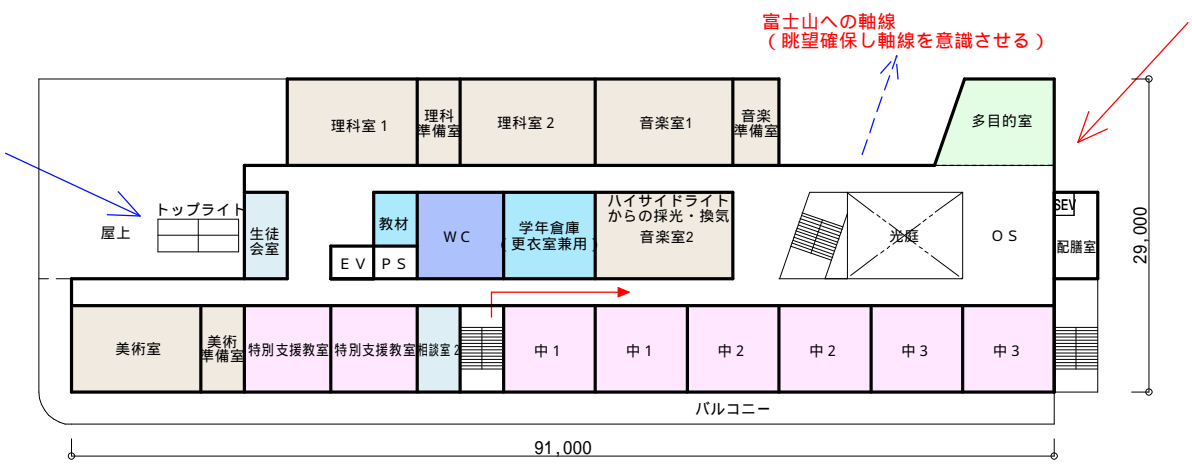 富士山への軸線
(眺望確保し軸線を意識させる)
理科室1
理科
準備室
理科室2
音楽室1
音楽
準備室
多目的室
トップライト
屋上
生徒
会室
教材
WC
学年倉庫
(更衣室兼用)
ハイサイドライト
からの採光・換気
音楽室2
光庭
OS
SEV
配膳室
EV
PS
29,000
美術室
美術
準備室
特別支援教室
特別支援教室
相談室2
中1
中1
中2
中2
中3
中3
バルコニー
91,000